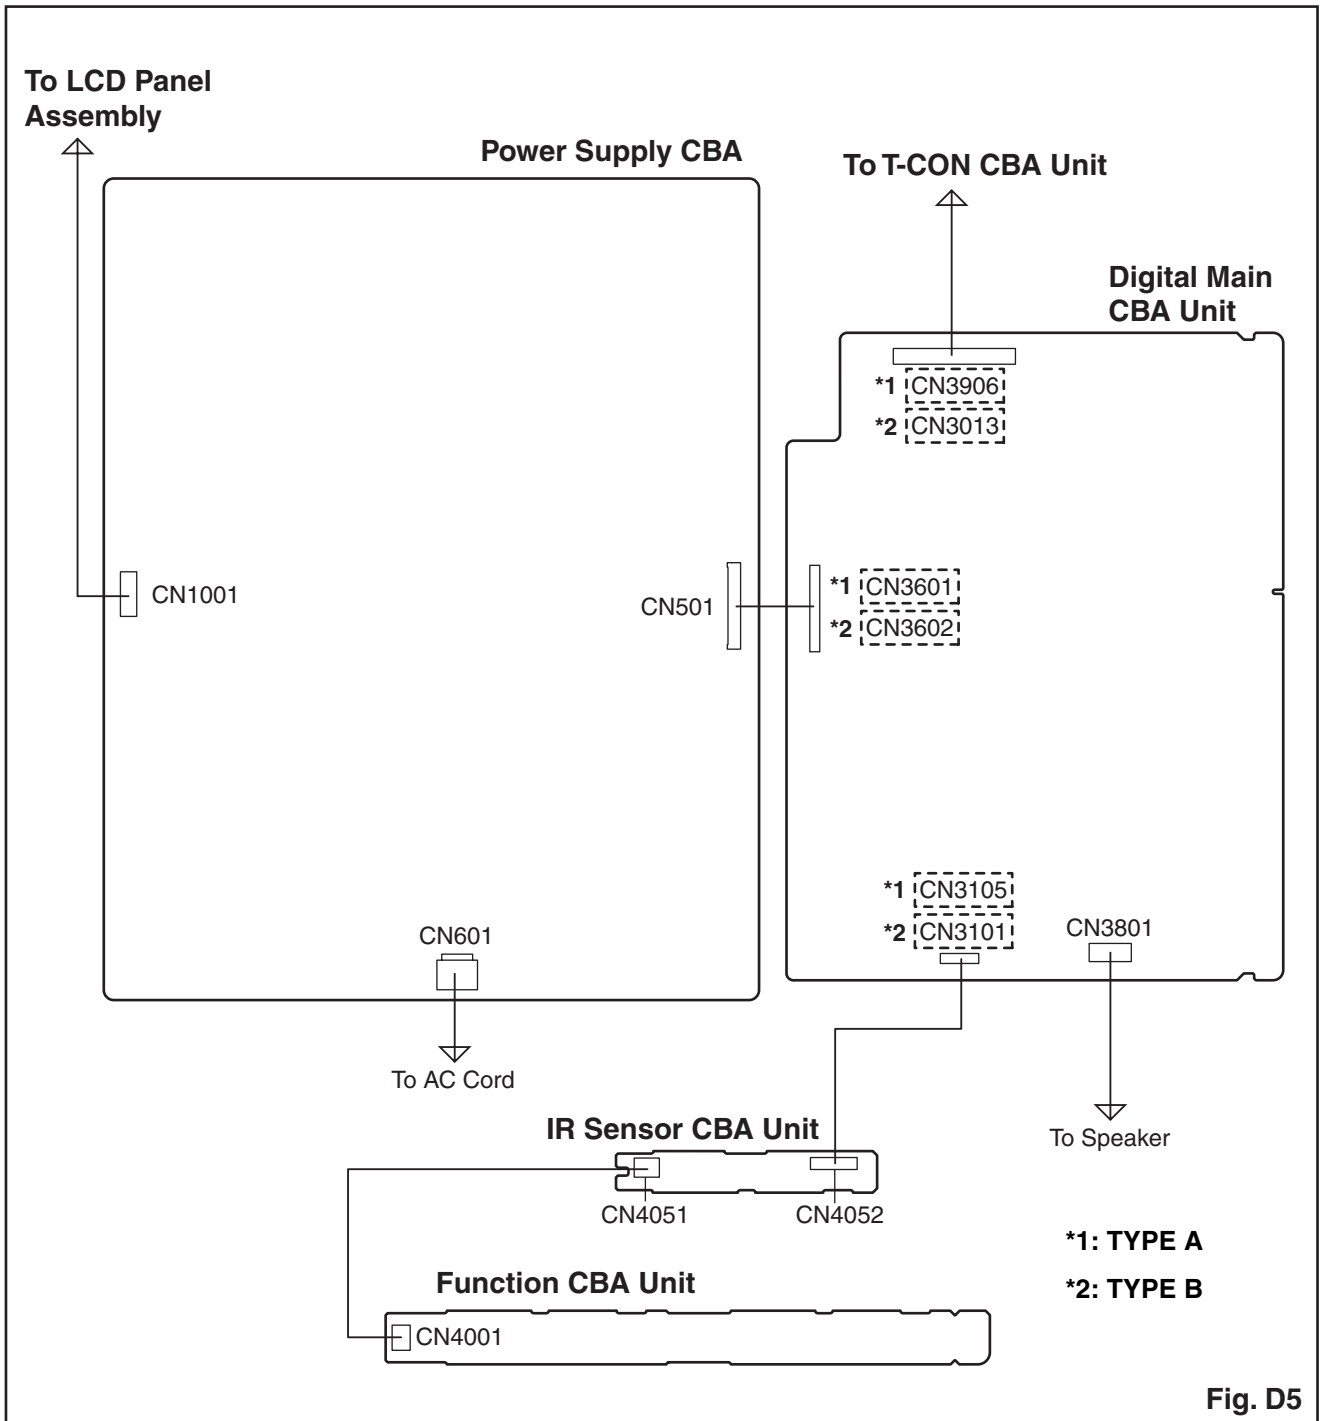 To LCD Panel
Assembly
Power Supply CBA
To T-CON CBA Unit
Digital Main
CBA Unit
*1 CN3906
*2 CN3013
CN1001
CN501
*1 CN3601
*2 CN3602
*1 CN3105
*2 CN3101
CN3801
CN601
To AC Cord
To Speaker
IR Sensor CBA Unit
CN4051
CN4052
*1: TYPE A
*2: TYPE B
Function CBA Unit
CN4001
Fig. D5